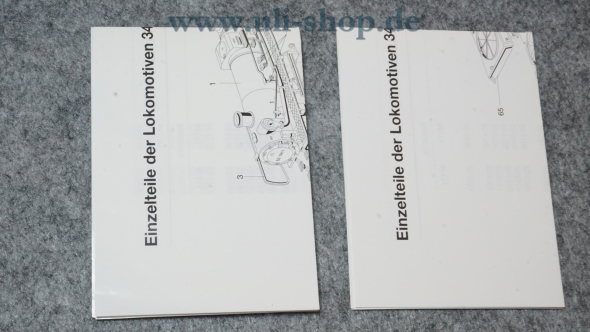 www.uli-shop.de
Einzelteile der Lokomotiven 34
1
3
Einzelteile der Lokomotiven 34
65